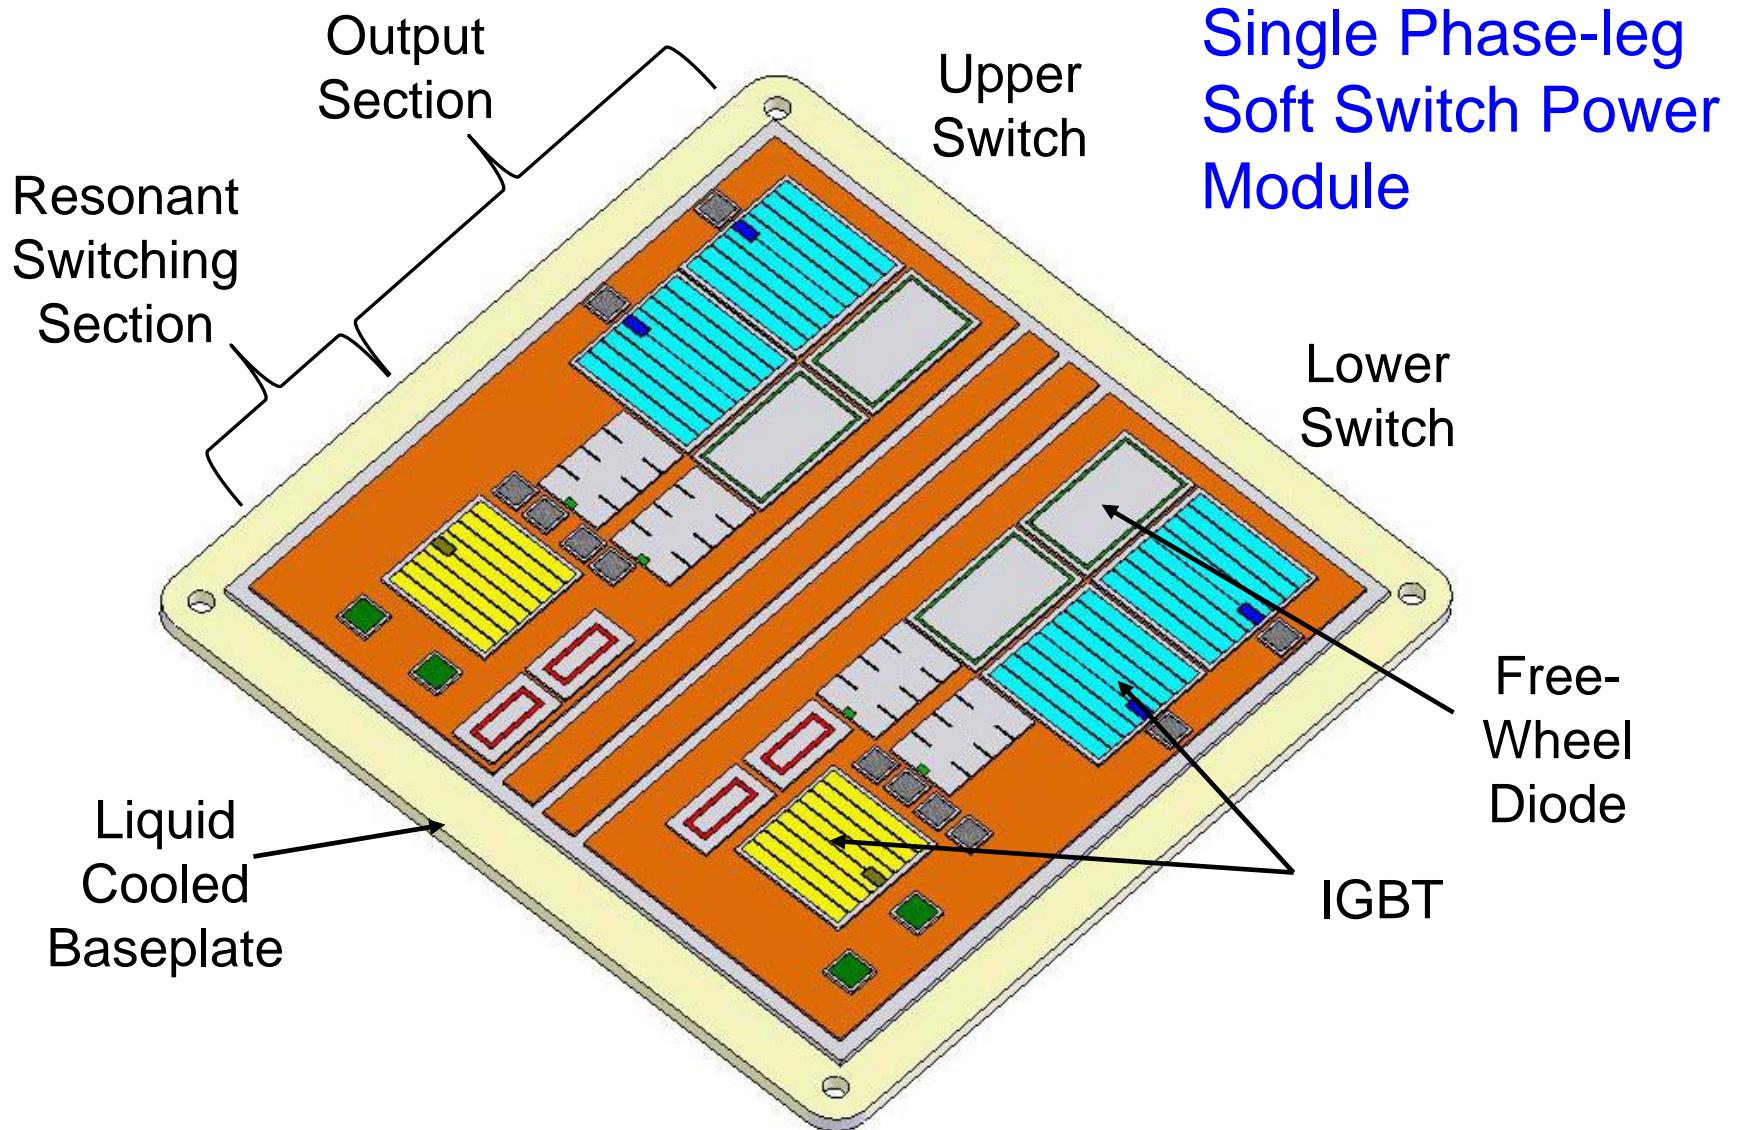 Single Phase-leg
Soft Switch Power
Module
Output
Section
Upper
Switch
Resonant
Switching
Section
Lower
Switch
Free-
Wheel
Diode
Liquid
Cooled
Baseplate
IGBT